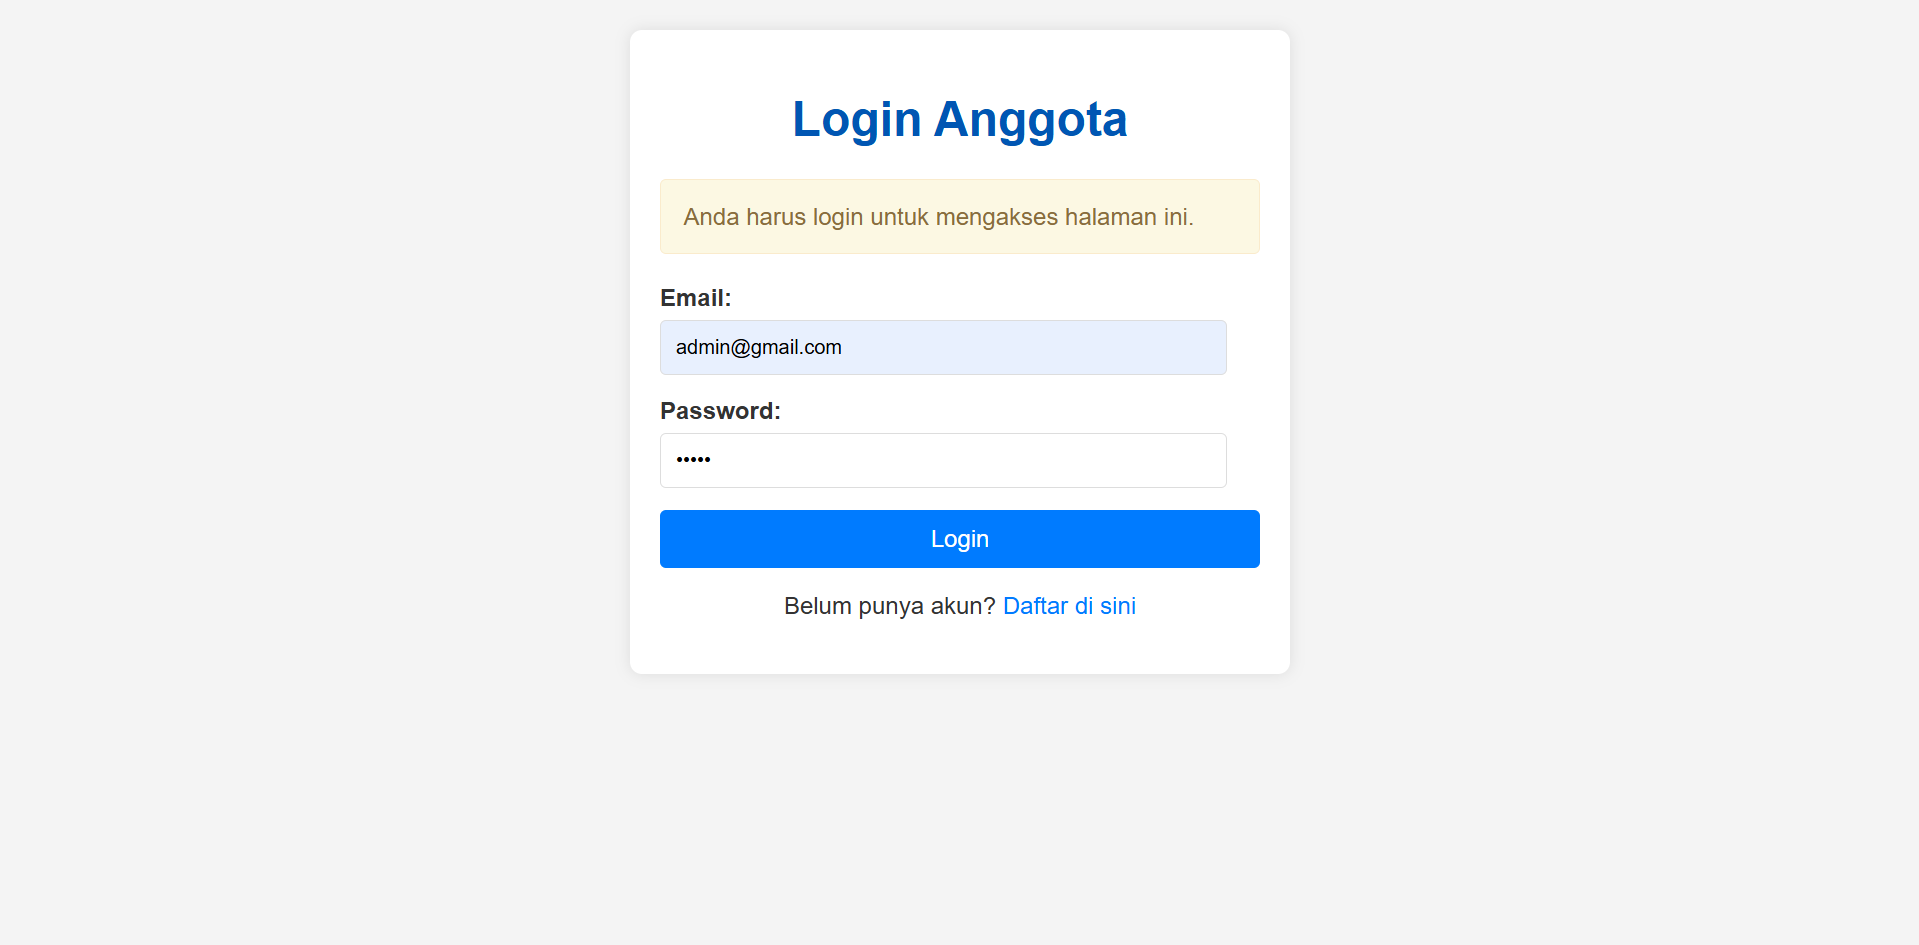 Login Anggota
Anda harus login untuk mengakses halaman ini.
Email:
admin@gmail.com
Password:
•••••
Login
Belum punya akun? Daftar di sini